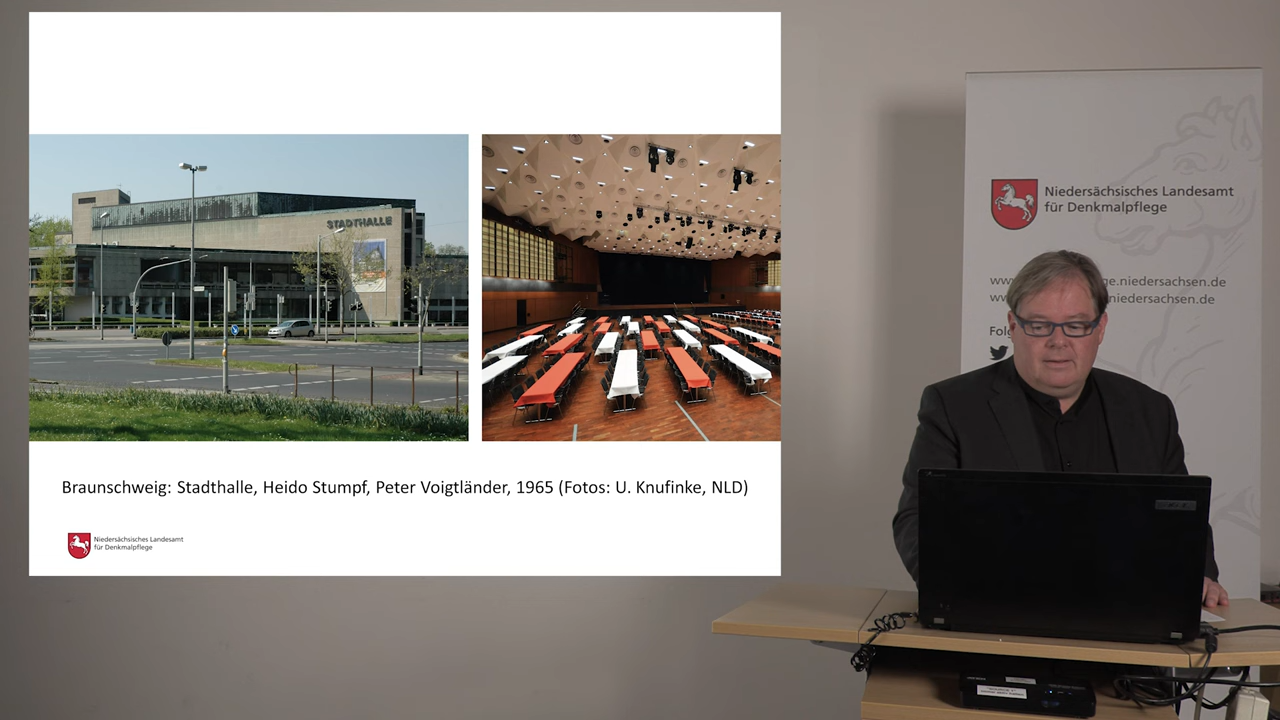 STADTHALLE
Braunschweig: Stadthalle, Heido Stumpf, Peter Voigtländer, 1965 (Fotos: U. Knufinke, NLD)
Niedersächsisches Landesamt
für Denkmalpflege
Niedersächsisches Landesamt
für Denkmalpflege
ge.niedersachsen.de
niedersachsen.de